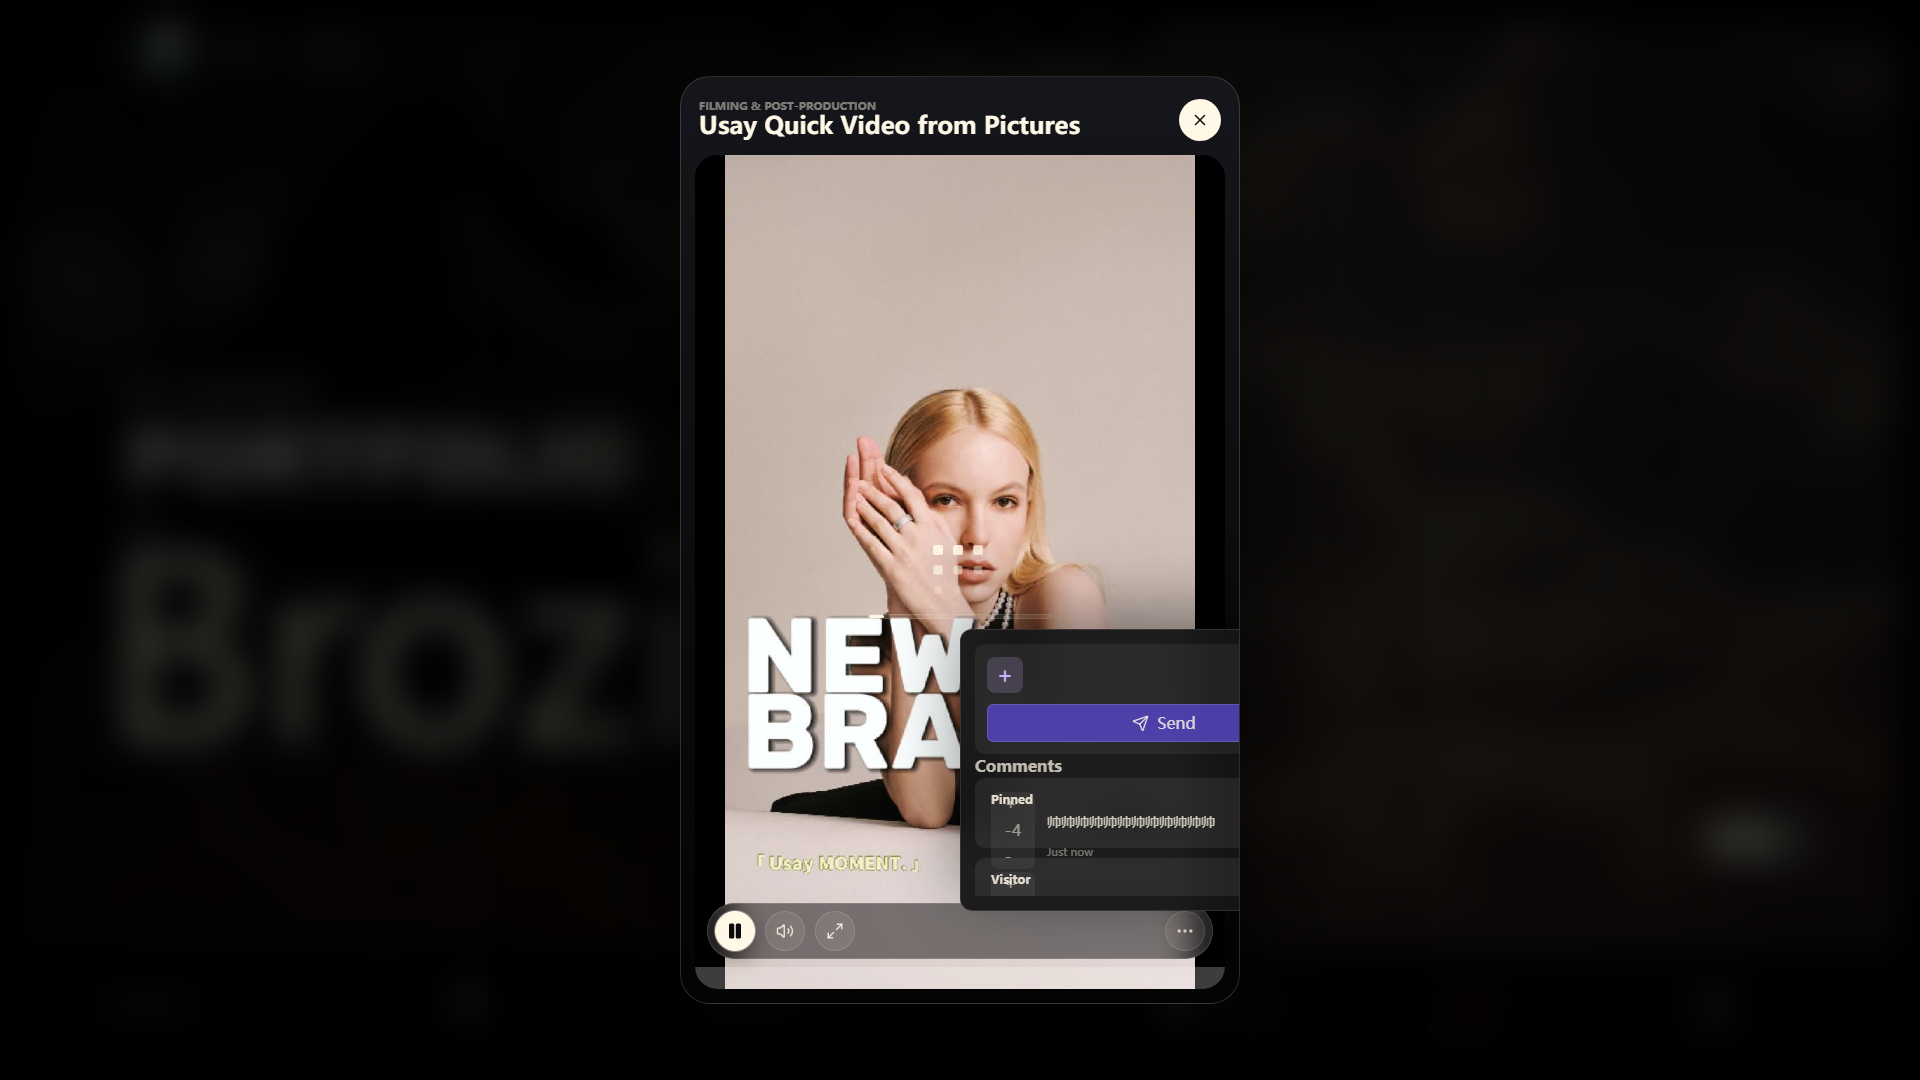 FILMING & POST-PRODUCTION
Usay Quick Video from Pictures
NEW
BRA
「Usay MOMENT.」
Send
Comments
Pinned
-4
Just now
Visitor
Brozi